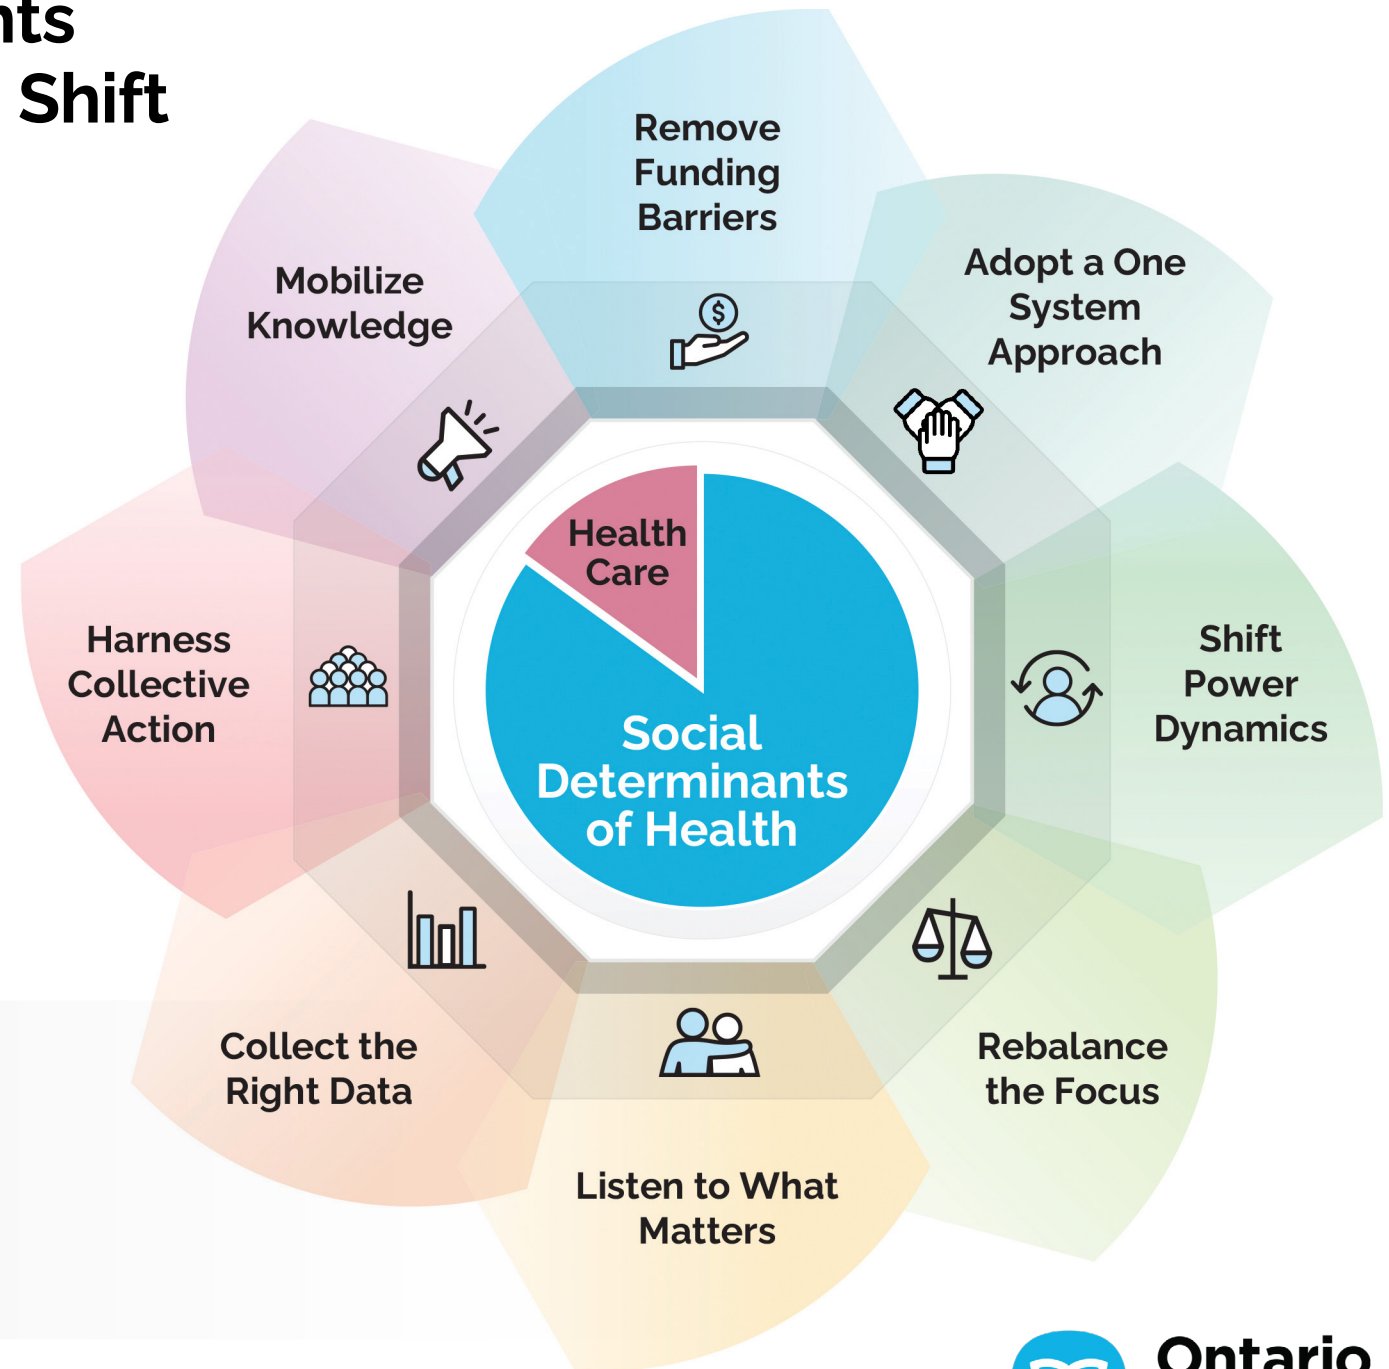 nts
Shift
Remove
Funding
Barriers
Adopt a One
System
Approach
Shift
Power
Dynamics
Rebalance
the Focus
Listen to What
Matters
Collect the
Right Data
Harness
Collective
Action
Mobilize
Knowledge
$
Health
Care
Social
Determinants
of Health
Ontario